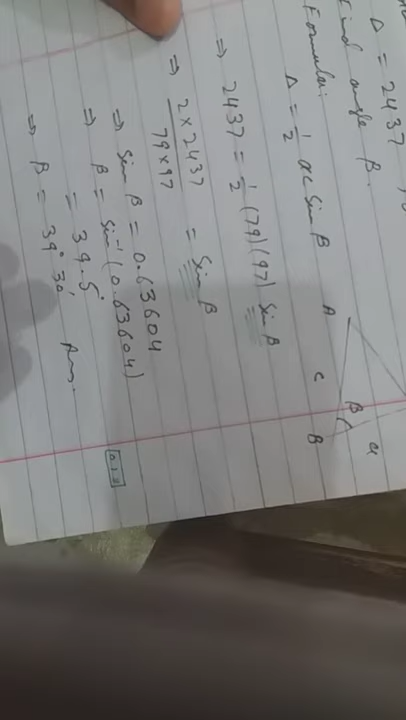 Δ = 2437
Find angle β.
Formula:
Δ = 1/2 ac Sin β
⇒ 2437 = 1/2 (79)(97) Sin β
⇒ 2 × 2437 / 79 × 97 = Sin β
⇒ Sin β = 0.63604
⇒ β = Sin⁻¹(0.63604)
= 39.5°
⇒ β = 39° 30' Ans.
A
c
β
B
a